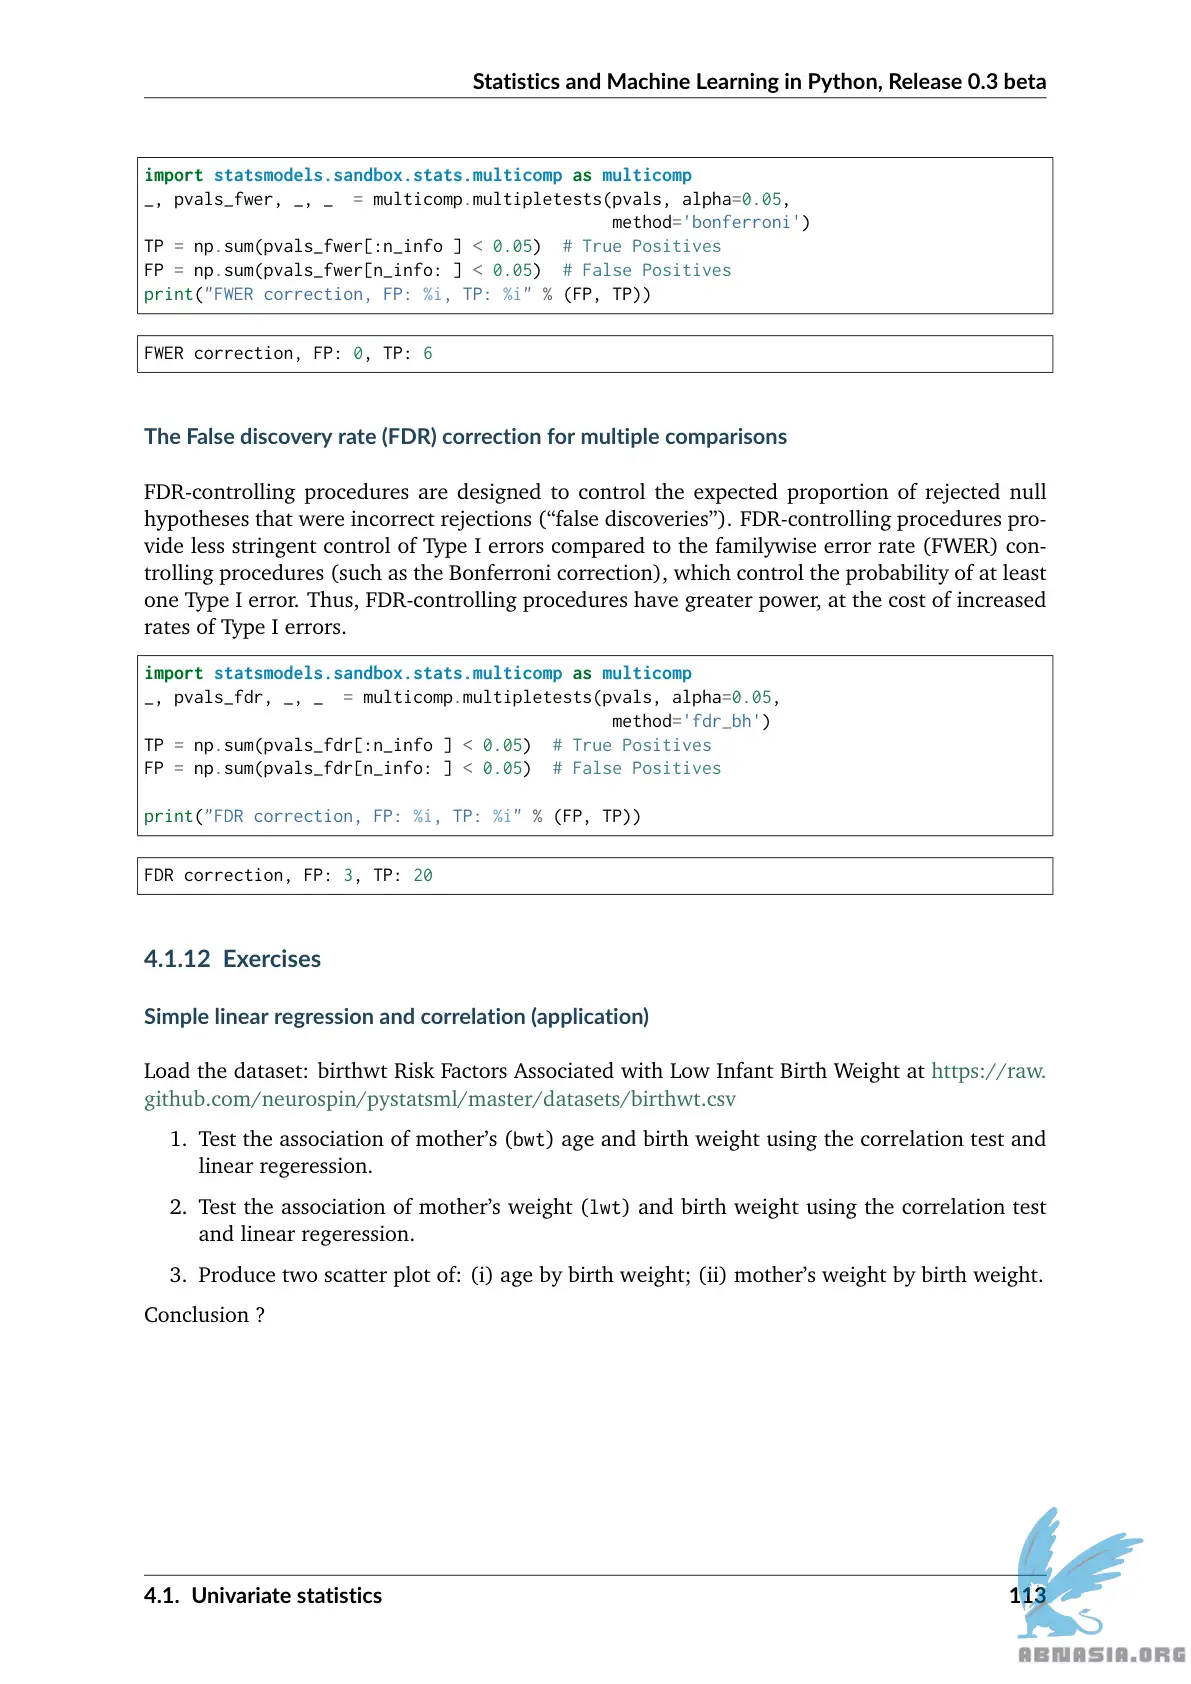 Statistics and Machine Learning in Python, Release 0.3 beta
import statsmodels.sandbox.stats.multicomp as multicomp
_, pvals_fwer, _, _  = multicomp.multipletests(pvals, alpha=0.05,
                                               method='bonferroni')
TP = np.sum(pvals_fwer[:n_info ] < 0.05)  # True Positives
FP = np.sum(pvals_fwer[n_info: ] < 0.05)  # False Positives
print("FWER correction, FP: %i, TP: %i" % (FP, TP))
FWER correction, FP: 0, TP: 6
The False discovery rate (FDR) correction for multiple comparisons
FDR-controlling procedures are designed to control the expected proportion of rejected null
hypotheses that were incorrect rejections (“false discoveries”). FDR-controlling procedures pro-
vide less stringent control of Type I errors compared to the familywise error rate (FWER) con-
trolling procedures (such as the Bonferroni correction), which control the probability of at least
one Type I error. Thus, FDR-controlling procedures have greater power, at the cost of increased
rates of Type I errors.
import statsmodels.sandbox.stats.multicomp as multicomp
_, pvals_fdr, _, _  = multicomp.multipletests(pvals, alpha=0.05,
                                               method='fdr_bh')
TP = np.sum(pvals_fdr[:n_info ] < 0.05)  # True Positives
FP = np.sum(pvals_fdr[n_info: ] < 0.05)  # False Positives
print("FDR correction, FP: %i, TP: %i" % (FP, TP))
FDR correction, FP: 3, TP: 20
4.1.12 Exercises
Simple linear regression and correlation (application)
Load the dataset: birthwt Risk Factors Associated with Low Infant Birth Weight at https://raw.
github.com/neurospin/pystatsml/master/datasets/birthwt.csv
1. Test the association of mother’s (bwt) age and birth weight using the correlation test and
linear regeression.
2. Test the association of mother’s weight (lwt) and birth weight using the correlation test
and linear regeression.
3. Produce two scatter plot of: (i) age by birth weight; (ii) mother’s weight by birth weight.
Conclusion ?
4.1. Univariate statistics 113
ABNASIA.ORG